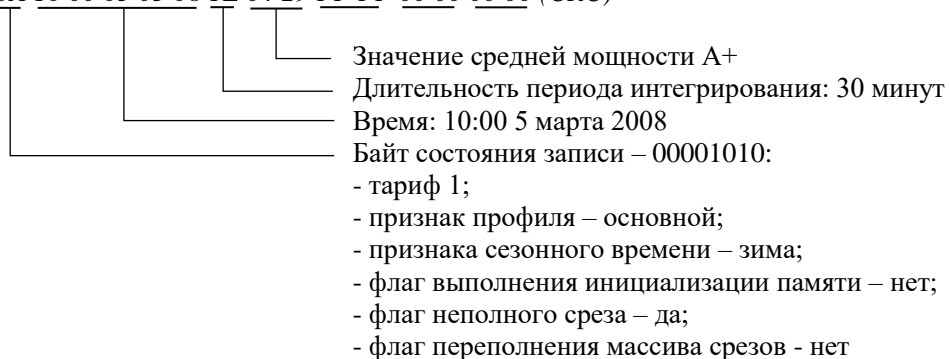 Значение средней мощности А+
Длительность периода интегрирования: 30 минут
Время: 10:00 5 марта 2008
Байт состояния записи – 00001010:
- тариф 1;
- признак профиля – основной;
- признака сезонного времени – зима;
- флаг выполнения инициализации памяти – нет;
- флаг неполного среза – да;
- флаг переполнения массива срезов - нет